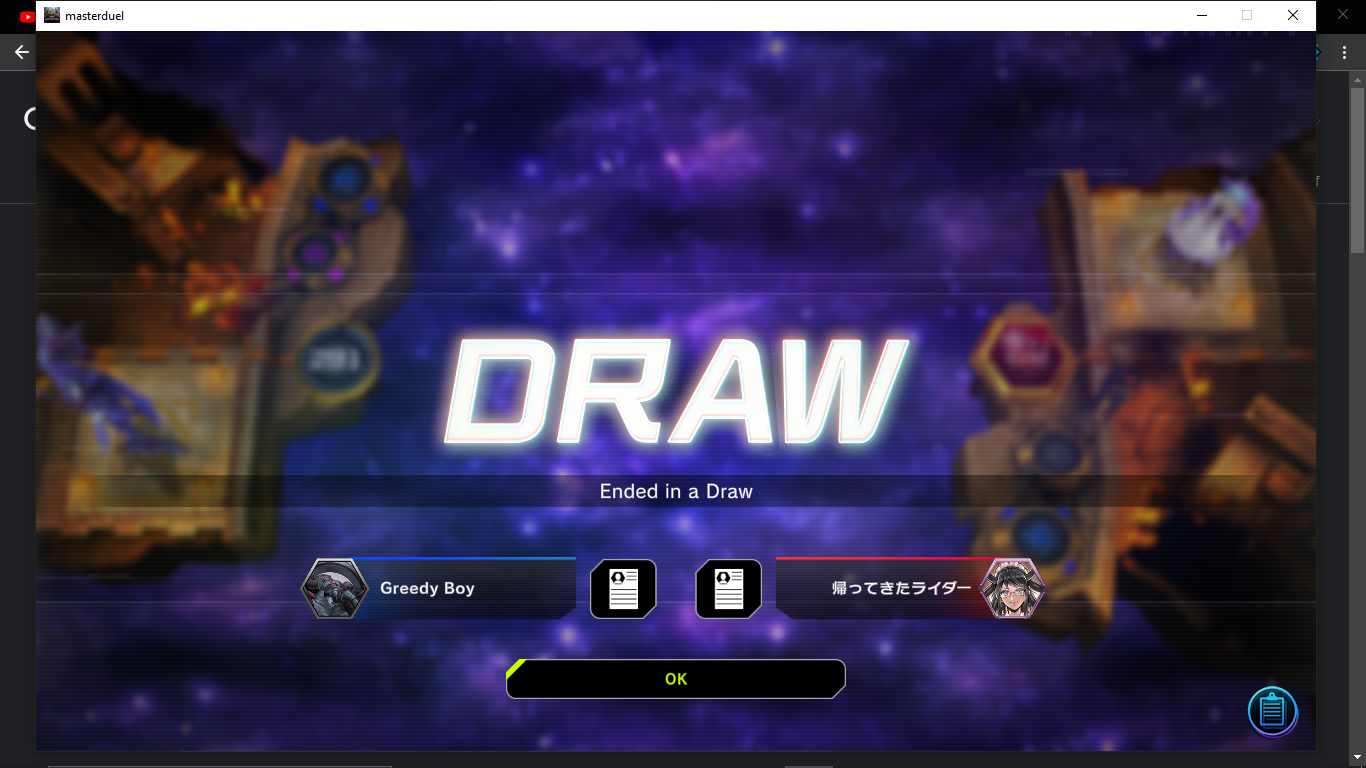 masterduel
DRAW
Ended in a Draw
Greedy Boy
帰ってきたライダー
OK